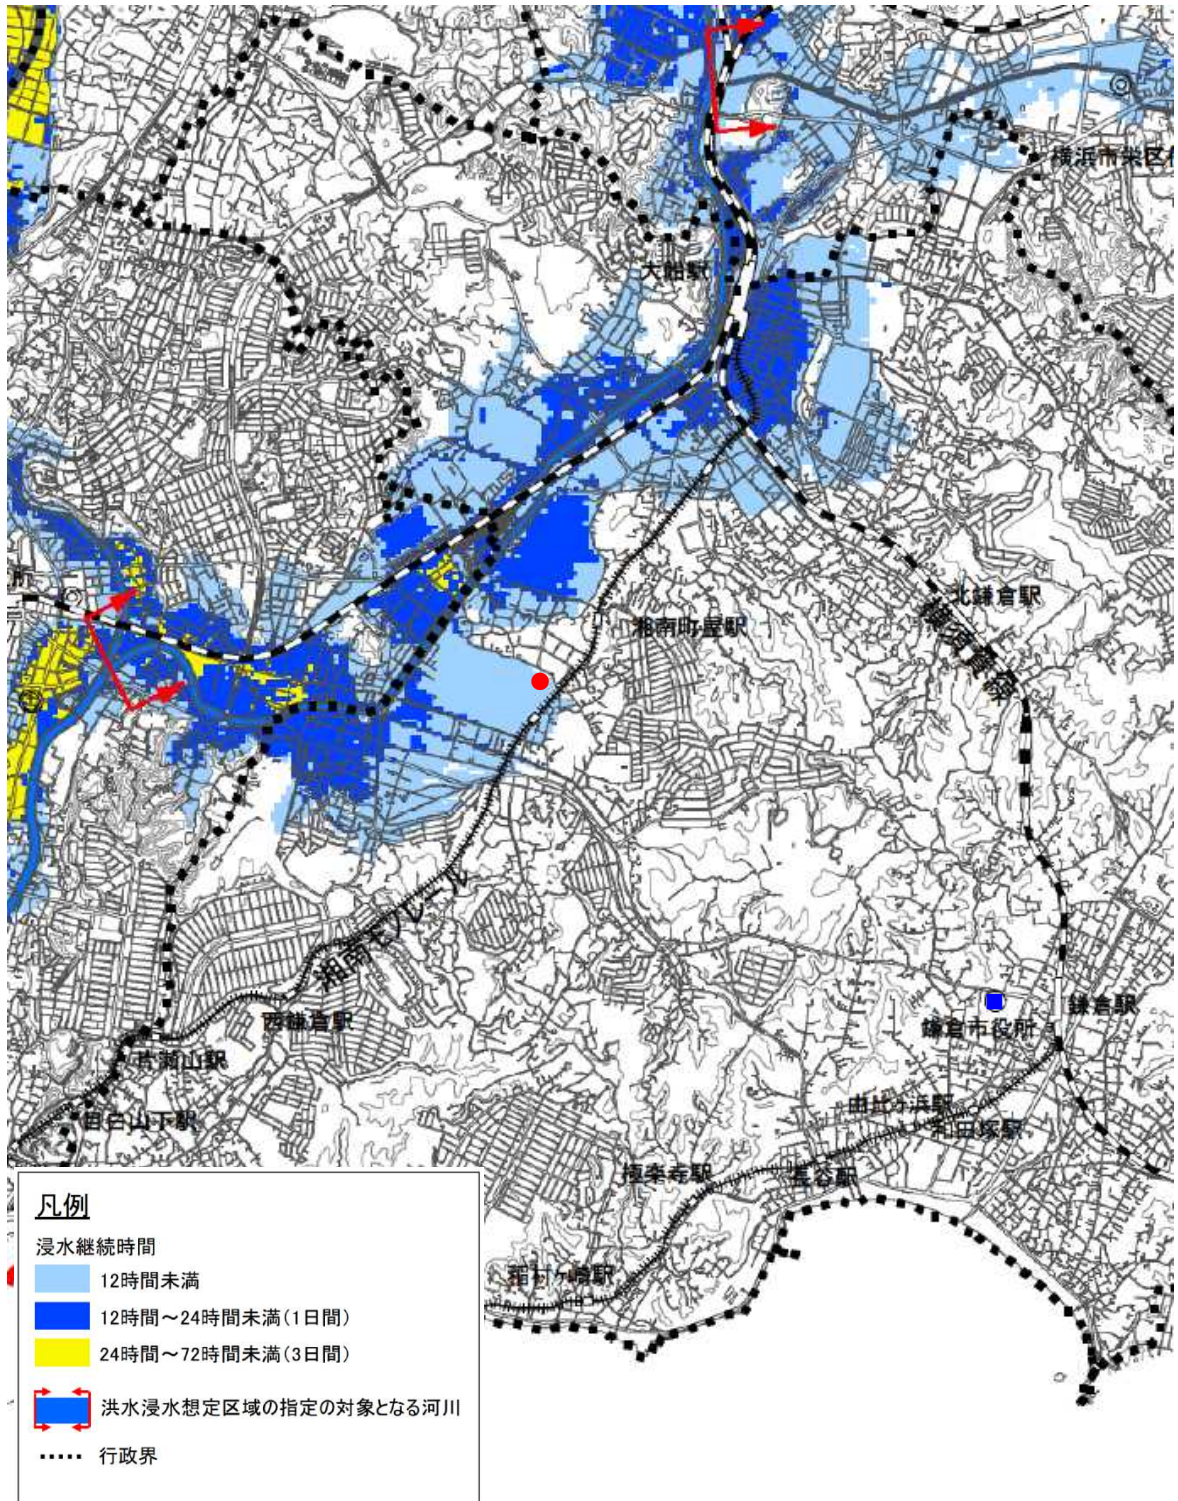 横浜市栄区役
大船駅
北鎌倉駅
横須賀線
湘南町屋駅
湘南モノレール
西鎌倉駅
鎌倉駅
鎌倉市役所
片瀬山駅
目白山下駅
由比ヶ浜駅
和田塚駅
極楽寺駅
長谷駅
稲村ヶ崎駅
凡例
浸水継続時間
12時間未満
12時間～24時間未満(1日間)
24時間～72時間未満(3日間)
洪水浸水想定区域の指定の対象となる河川
行政界